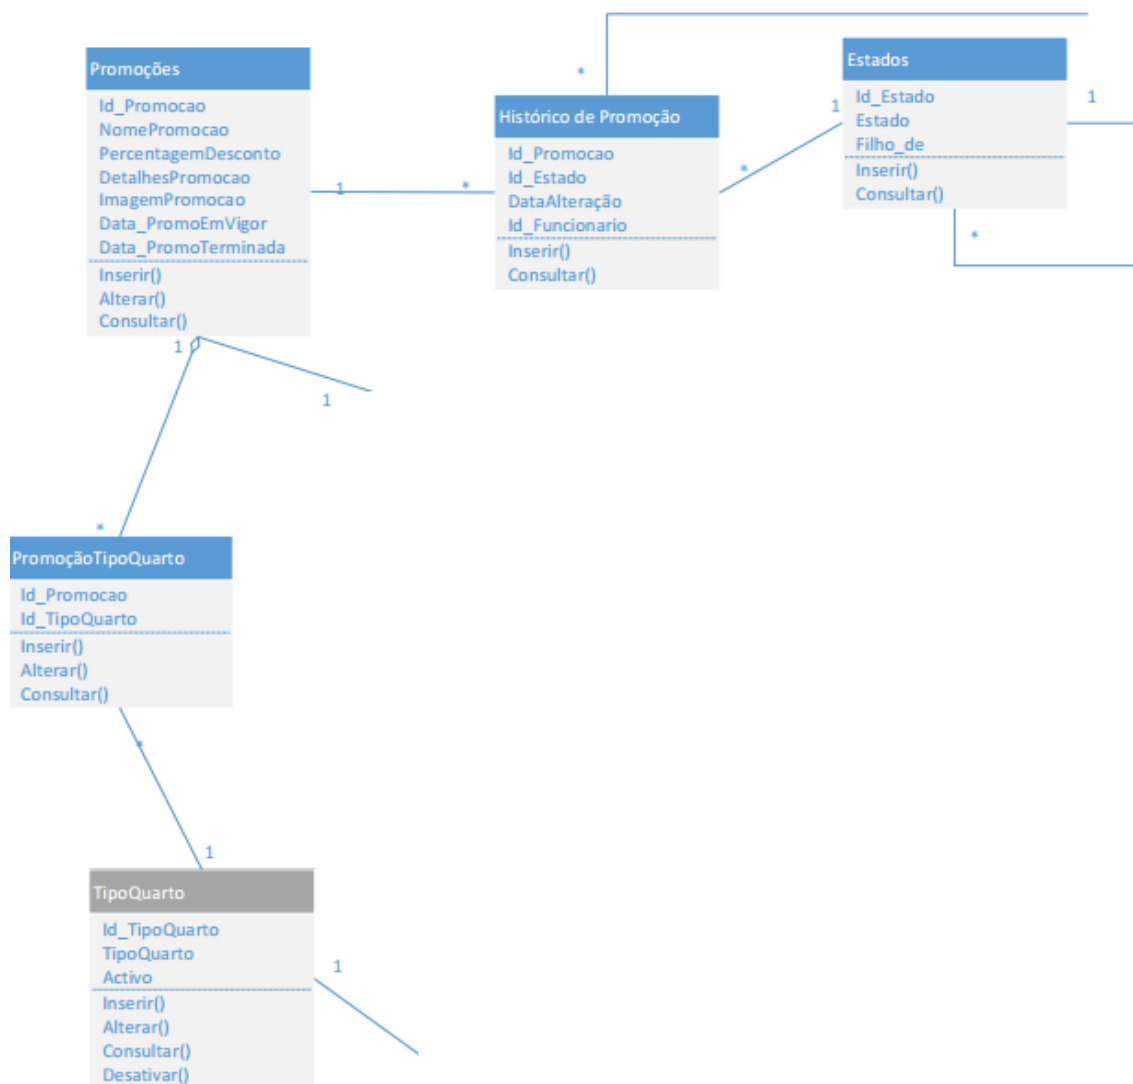 Promoções
Id_Promocao
NomePromocao
PercentagemDesconto
DetalhesPromocao
ImagemPromocao
Data_PromoEmVigor
Data_PromoTerminada
Inserir()
Alterar()
Consultar()
1
*
1
1
*
Histórico de Promoção
Id_Promocao
Id_Estado
DataAlteração
Id_Funcionario
Inserir()
Consultar()
*
1
Estados
Id_Estado
Estado
Filho_de
Inserir()
Consultar()
1
*
*
PromoçãoTipoQuarto
Id_Promocao
Id_TipoQuarto
Inserir()
Alterar()
Consultar()
*
1
TipoQuarto
Id_TipoQuarto
TipoQuarto
Activo
Inserir()
Alterar()
Consultar()
Desativar()
1